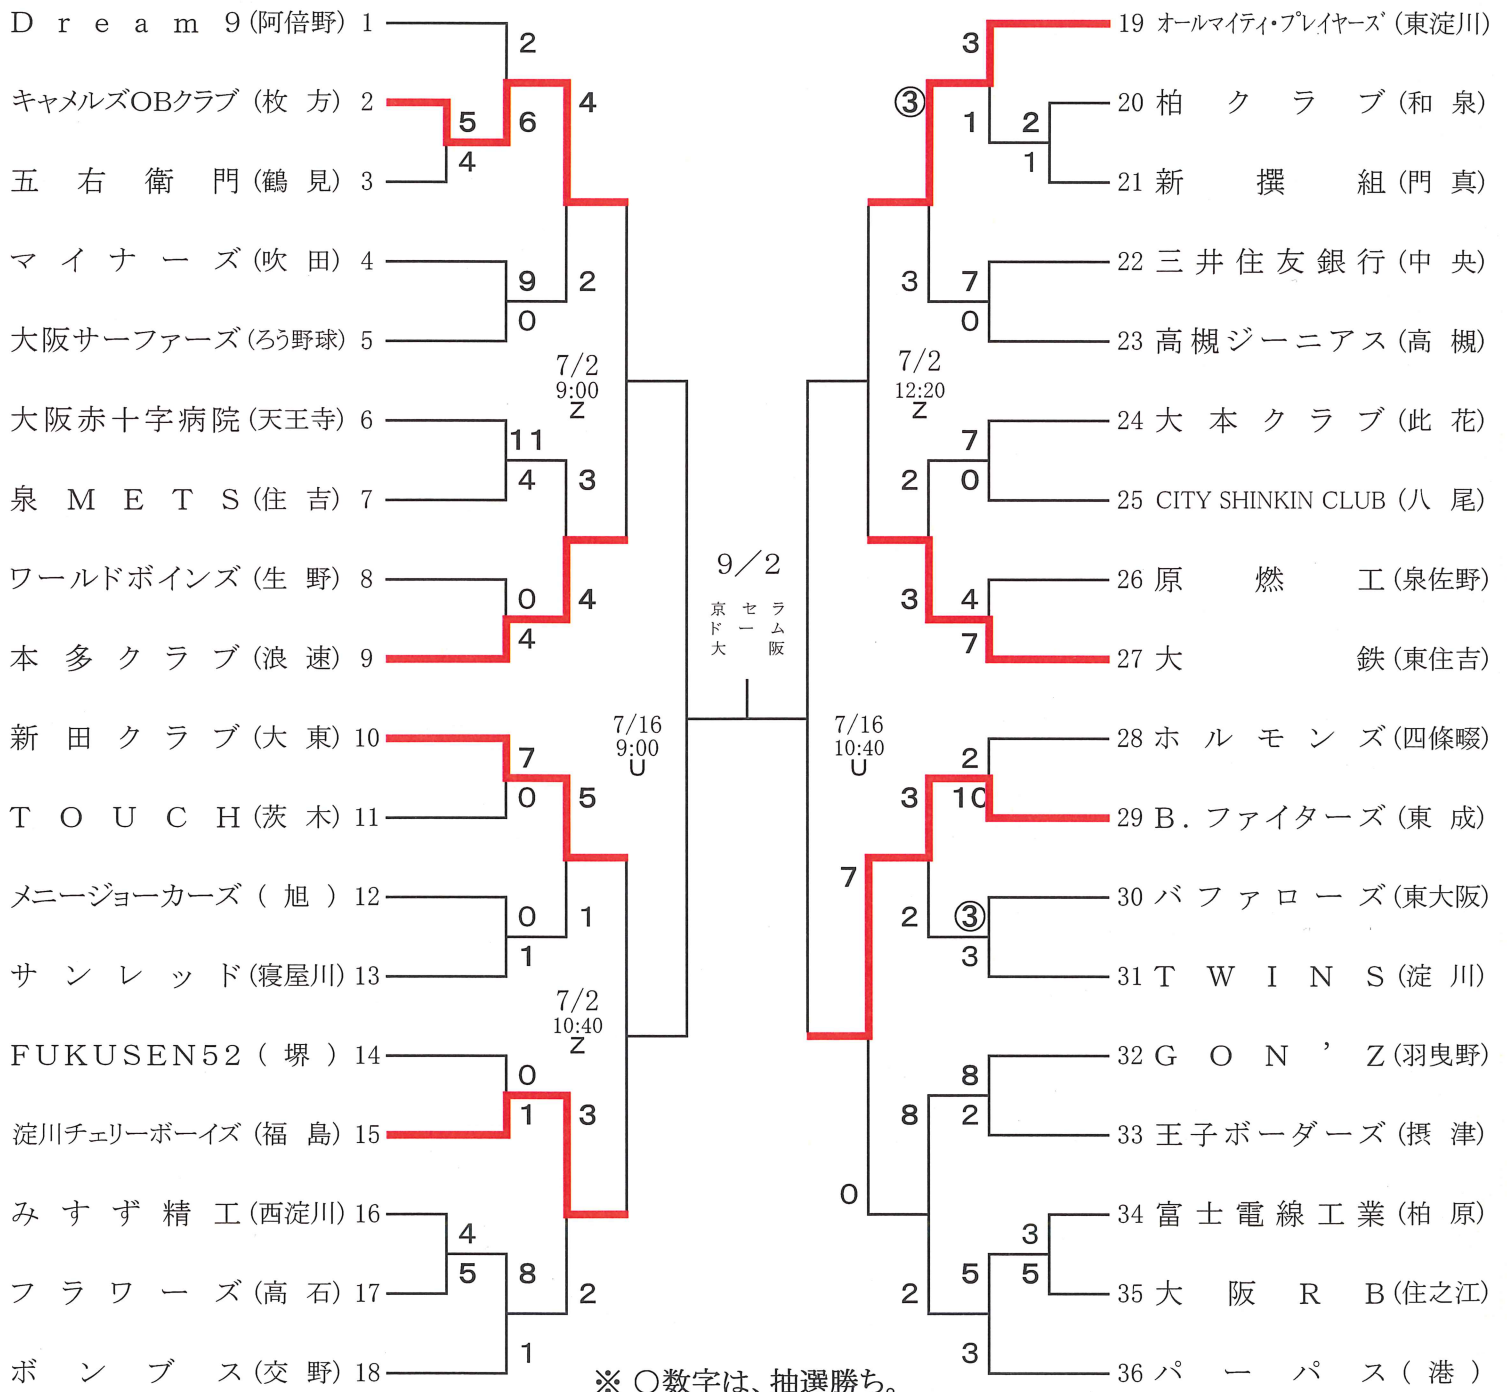 Dream9(阿倍野) 1
2
キャメルズOBクラブ(枚方) 2
5
6
4
4
五右衛門(鶴見) 3
マイナーズ(吹田) 4
9
2
0
大阪サーファーズ(ろう野球) 5
7/2
9:00
Z
大阪赤十字病院(天王寺) 6
11
4
3
泉METS(住吉) 7
ワールドボインズ(生野) 8
0
4
4
本多クラブ(浪速) 9
新田クラブ(大東) 10
7
0
5
TOUCH(茨木) 11
7/16
9:00
U
メニージョーカーズ(旭) 12
0
1
1
サンレッド(寝屋川) 13
7/2
10:40
Z
FUKUSEN52(堺) 14
0
1
3
淀川チェリーボーイズ(福島) 15
みすず精工(西淀川) 16
4
5
8
2
フラワーズ(高石) 17
1
ボンブス(交野) 18
9/2
京セラ
ドーム
大阪
19 オールマイティ・プレイヤーズ(東淀川)
3
③
20 柏クラブ(和泉)
1
2
1
21 新撰組(門真)
22 三井住友銀行(中央)
3
7
0
23 高槻ジーニアス(高槻)
7/2
12:20
Z
24 大本クラブ(此花)
7
2
0
25 CITY SHINKIN CLUB(八尾)
26 原燃工(泉佐野)
3
4
7
27 大鉄(東住吉)
7/16
10:40
U
28 ホルモンズ(四條畷)
2
3
10
29 B.ファイターズ(東成)
7
30 バファローズ(東大阪)
2
③
3
31 TWINS(淀川)
32 GON'Z(羽曳野)
8
8
2
33 王子ボーダーズ(摂津)
0
34 富士電線工業(柏原)
3
5
5
2
35 大阪RB(住之江)
3
36 パーパス(港)
※ ○数字は、抽選勝ち。